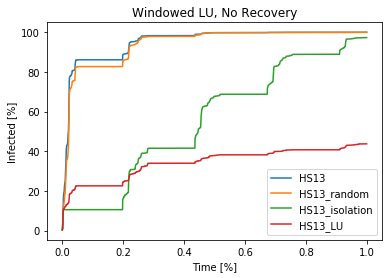 Windowed LU, No Recovery
Infected [%]
100
80
60
40
20
0
HS13
HS13_random
HS13_isolation
HS13_LU
0.0 0.2 0.4 0.6 0.8 1.0
Time [%]